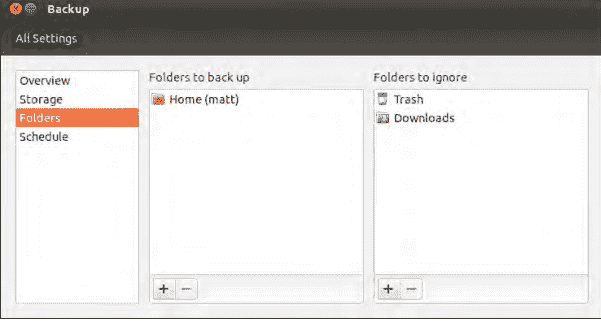 Backup
All Settings
Overview
Storage
Folders
Schedule
Folders to back up
Home (matt)
Folders to ignore
Trash
Downloads